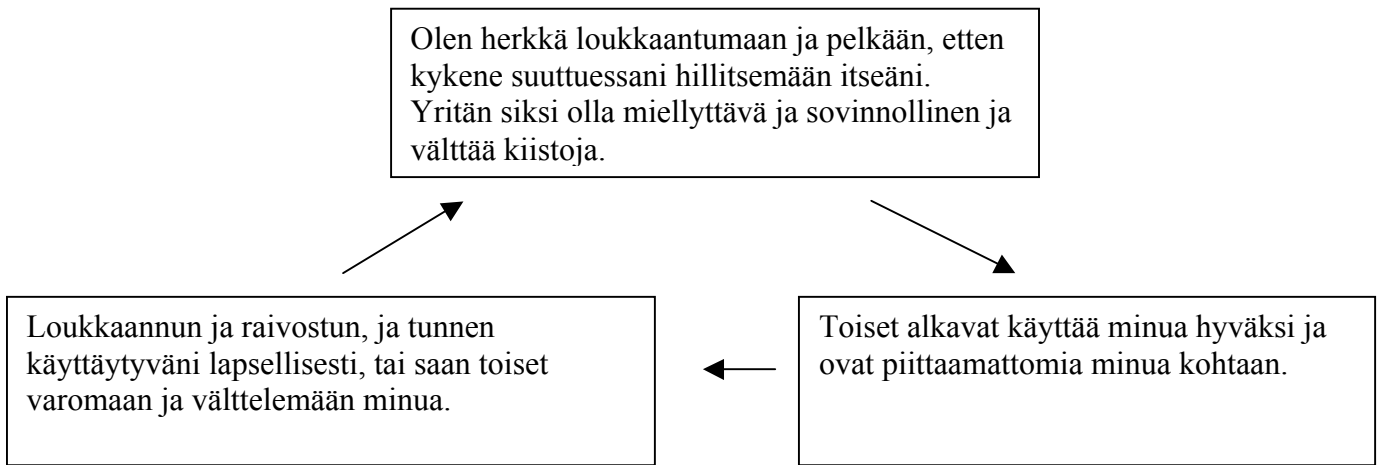 Olen herkkä loukkaantumaan ja pelkään, etten
kykene suuttuessani hillitsemään itseäni.
Yritän siksi olla miellyttävä ja sovinnollinen ja
välttää kiistoja.
Loukkaannun ja raivostun, ja tunnen
käyttäytyväni lapsellisesti, tai saan toiset
varomaan ja välttelemään minua.
Toiset alkavat käyttää minua hyväksi ja
ovat piittaamattomia minua kohtaan.